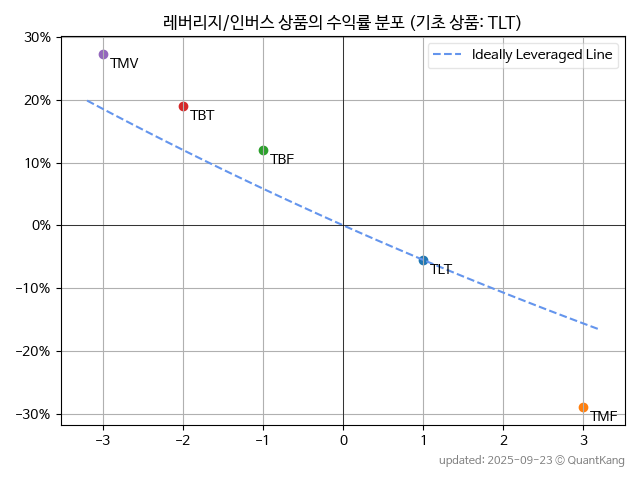 레버리지/인버스 상품의 수익률 분포 (기초 상품: TLT)
30%
Ideally Leveraged Line
TMV
20%
TBT
10%
TBF
0%
TLT
-10%
-20%
-30%
TMF
-3 -2 -1 0 1 2 3
updated: 2025-09-23 © QuantKang